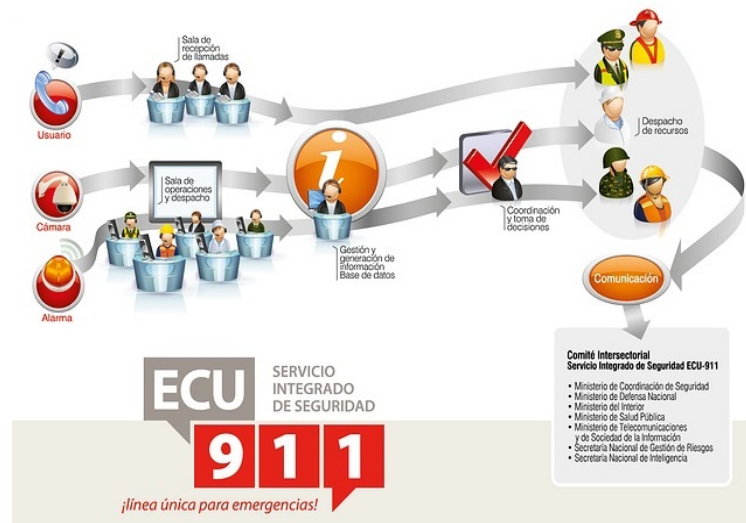 Sala de
recepción
de llamadas
Usuario
Despacho
de recursos
Sala de
operaciones
y despacho
Cámara
Coordinación
y toma de
decisiones
Gestión y
generación de
información
Base de datos
Alarma
Comunicación
Comité Intersectorial
Servicio Integrado de Seguridad ECU-911
• Ministerio de Coordinación de Seguridad
• Ministerio de Defensa Nacional
• Ministerio del Interior
• Ministerio de Salud Pública
• Ministerio de Telecomunicaciones
y de Sociedad de la Información
• Secretaría Nacional de Gestión de Riesgos
• Secretaría Nacional de Inteligencia
ECU
SERVICIO
INTEGRADO
DE SEGURIDAD
911
¡línea única para emergencias!